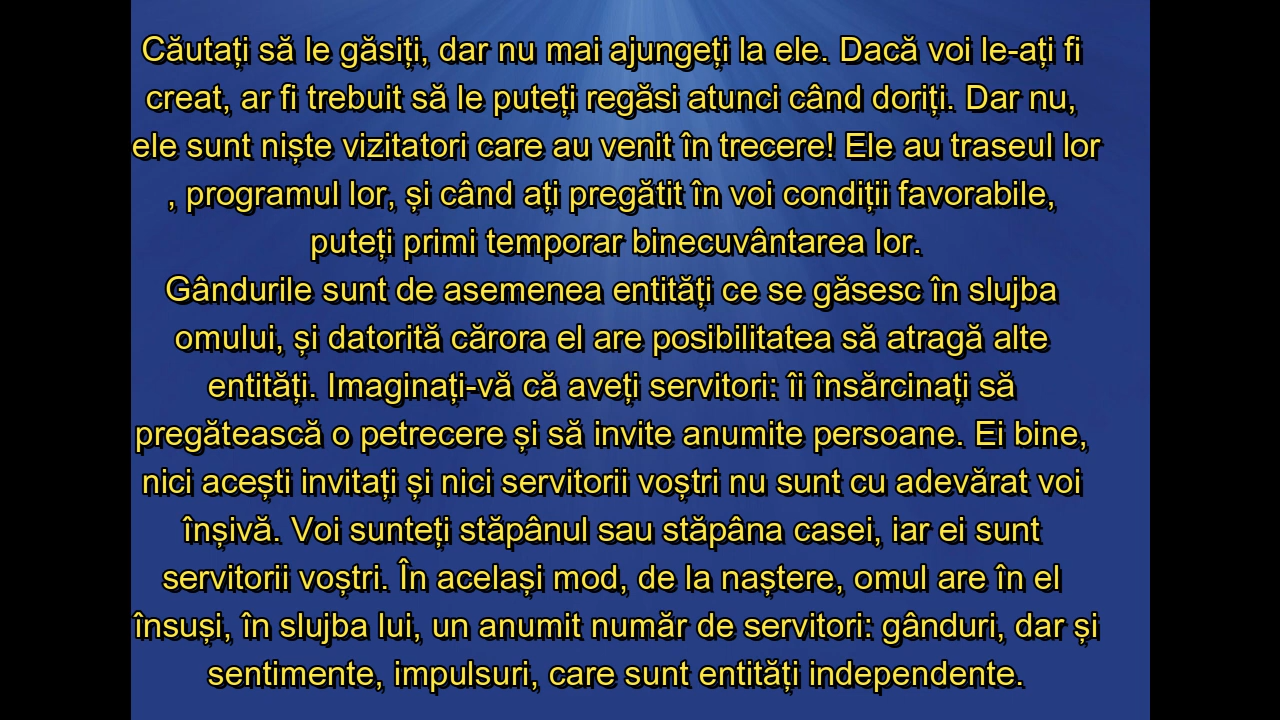 Căutați să le găsiți, dar nu mai ajungeți la ele. Dacă voi le-ați fi
creat, ar fi trebuit să le puteți regăsi atunci când doriți. Dar nu,
ele sunt niște vizitatori care au venit în trecere! Ele au traseul lor
, programul lor, și când ați pregătit în voi condiții favorabile,
puteți primi temporar binecuvântarea lor.
Gândurile sunt de asemenea entități ce se găsesc în slujba
omului, și datorită cărora el are posibilitatea să atragă alte
entități. Imaginați-vă că aveți servitori: îi însărcinați să
pregătească o petrecere și să invite anumite persoane. Ei bine,
nici acești invitați și nici servitorii voștri nu sunt cu adevărat voi
înșivă. Voi sunteți stăpânul sau stăpâna casei, iar ei sunt
servitorii voștri. În același mod, de la naștere, omul are în el
însuși, în slujba lui, un anumit număr de servitori: gânduri, dar și
sentimente, impulsuri, care sunt entități independente.